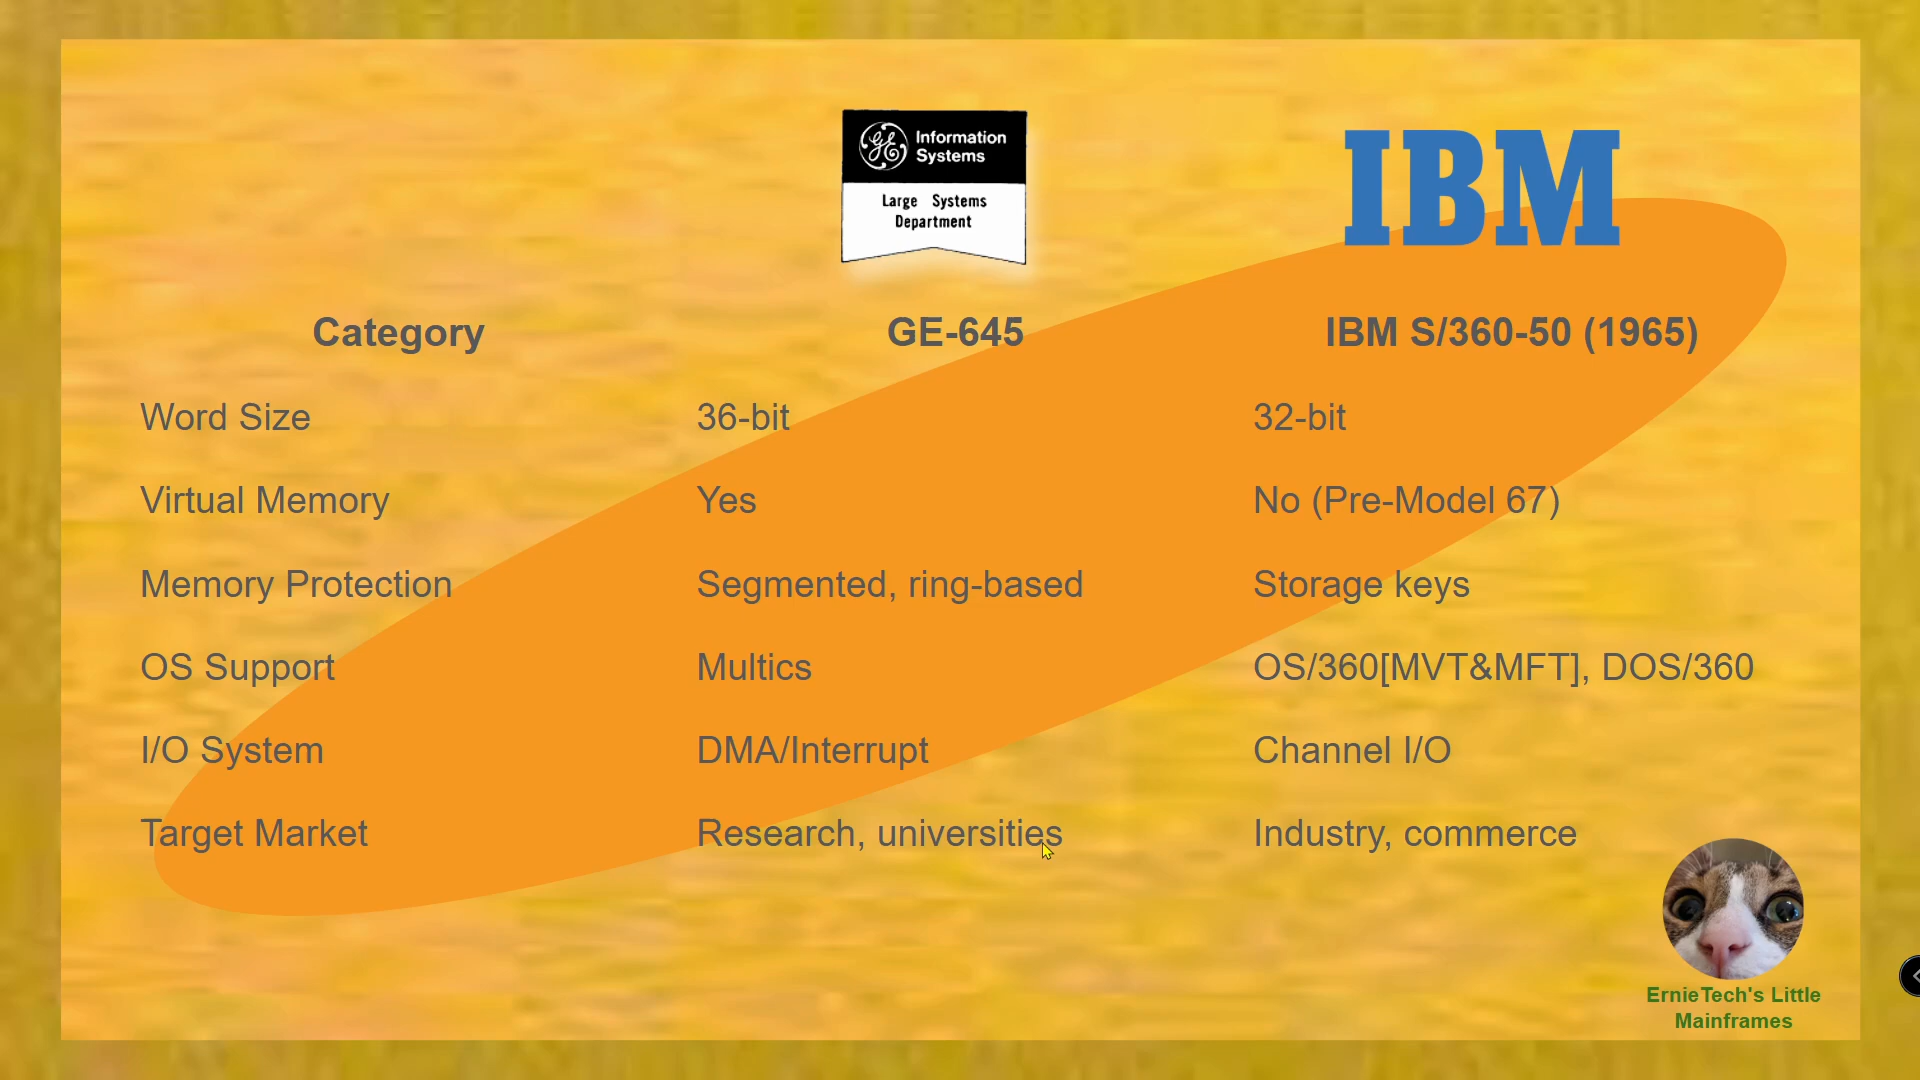 GE Information
Systems
Large Systems
Department
IBM
Category GE-645 IBM S/360-50 (1965)
Word Size 36-bit 32-bit
Virtual Memory Yes No (Pre-Model 67)
Memory Protection Segmented, ring-based Storage keys
OS Support Multics OS/360[MVT&MFT], DOS/360
I/O System DMA/Interrupt Channel I/O
Target Market Research, universities Industry, commerce
ErnieTech's Little
Mainframes